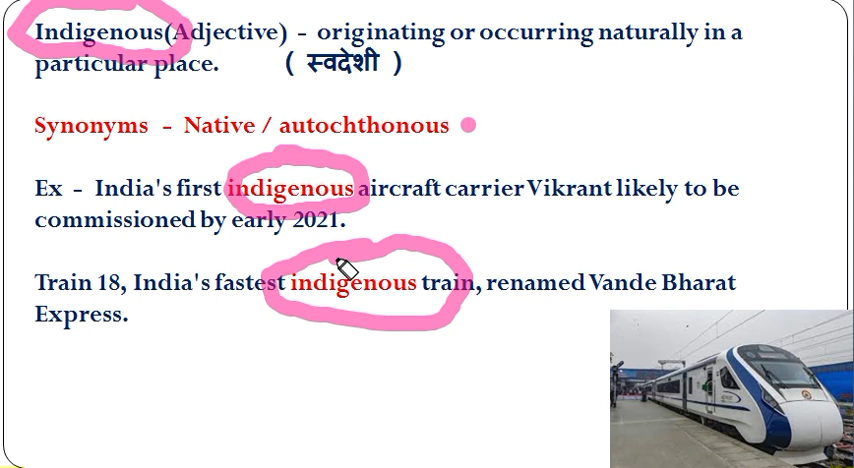 Indigenous(Adjective) - originating or occurring naturally in a
particular place. ( स्वदेशी )
Synonyms - Native / autochthonous
Ex - India's first indigenous aircraft carrier Vikrant likely to be
commissioned by early 2021.
Train 18, India's fastest indigenous train, renamed Vande Bharat
Express.